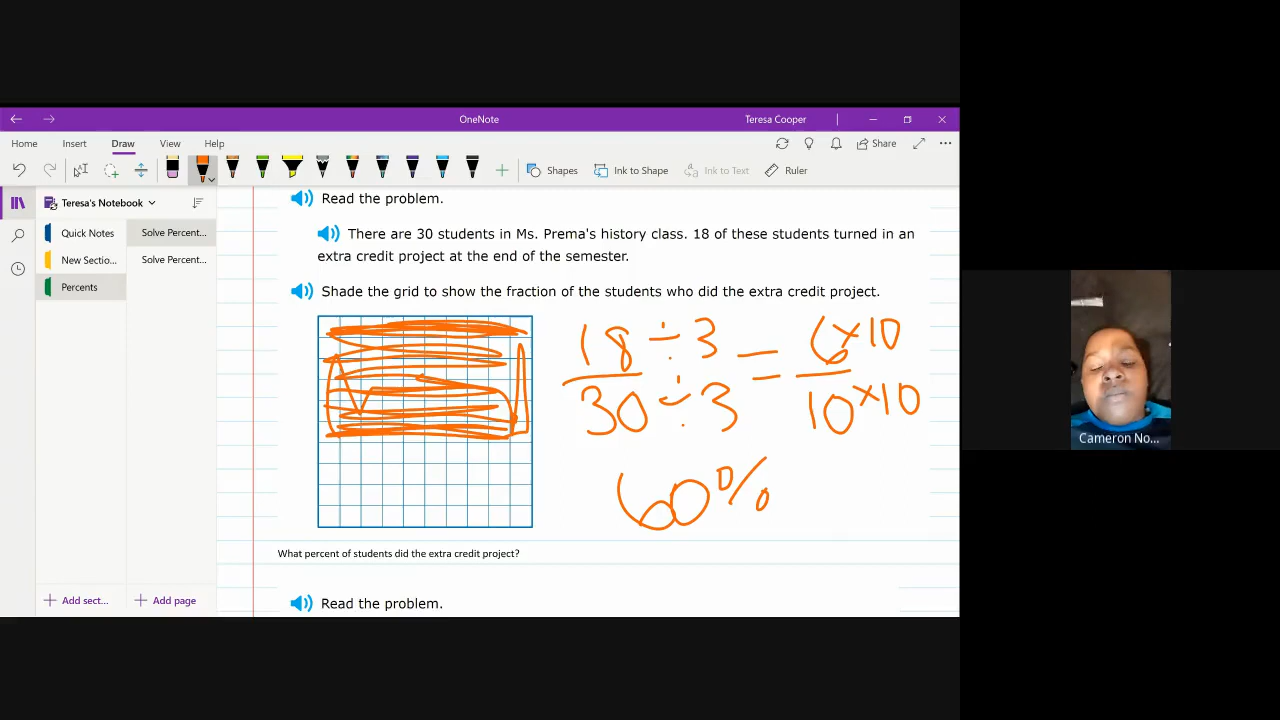 OneNote
Teresa Cooper
Home Insert Draw View Help
Share
Shapes Ink to Shape Ink to Text Ruler
Teresa's Notebook
Quick Notes
New Sectio...
Percents
Solve Percent...
Solve Percent...
Read the problem.
There are 30 students in Ms. Prema's history class. 18 of these students turned in an
extra credit project at the end of the semester.
Shade the grid to show the fraction of the students who did the extra credit project.
18 ÷ 3 = 6 × 10
30 ÷ 3 10 × 10
60%
What percent of students did the extra credit project?
Read the problem.
+ Add sect...
+ Add page
Cameron No...